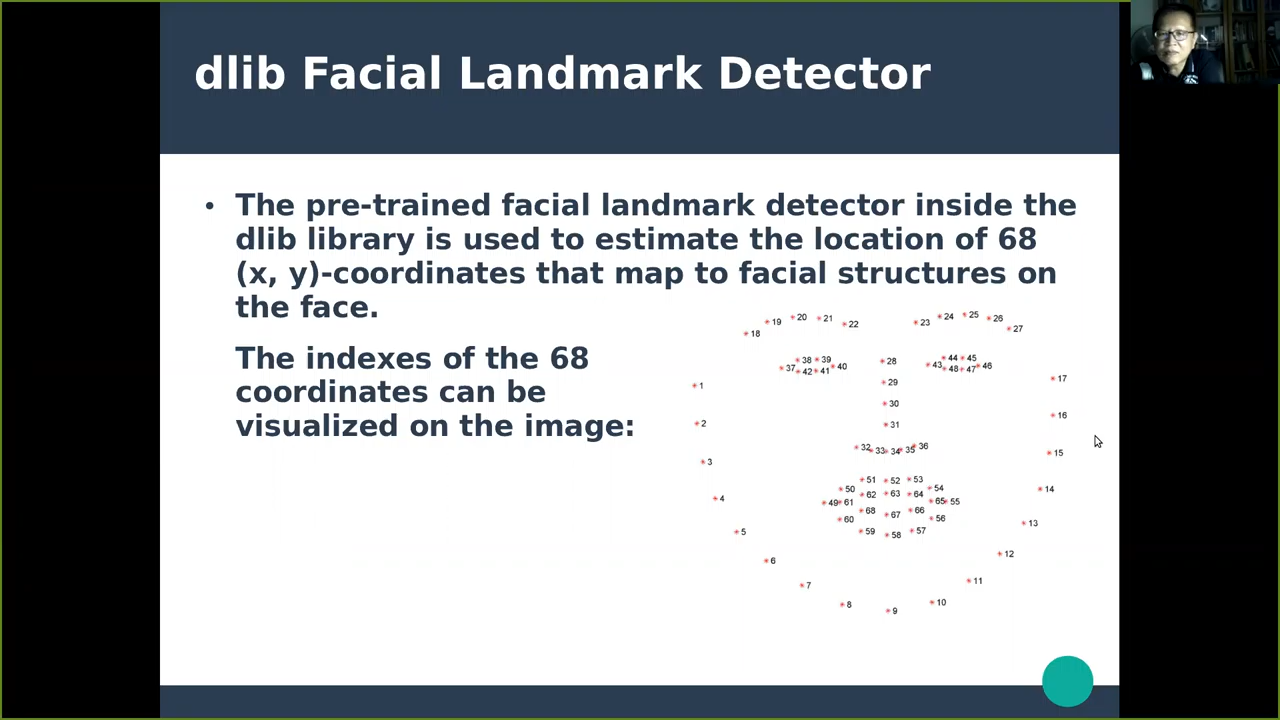 dlib Facial Landmark Detector
• The pre-trained facial landmark detector inside the
dlib library is used to estimate the location of 68
(x, y)-coordinates that map to facial structures on
the face.
The indexes of the 68
coordinates can be
visualized on the image:
18 19 20 21 22 23 24 25 26 27
37 38 39 40 41 42 43 44 45 46 47 48
28
29
30
31
32 33 34 35 36
50 51 52 53 54
49 61 62 63 64 65 55
60 68 67 66 56
59 58 57
1
2
3
4
5
6
7
8
9
10
11
12
13
14
15
16
17